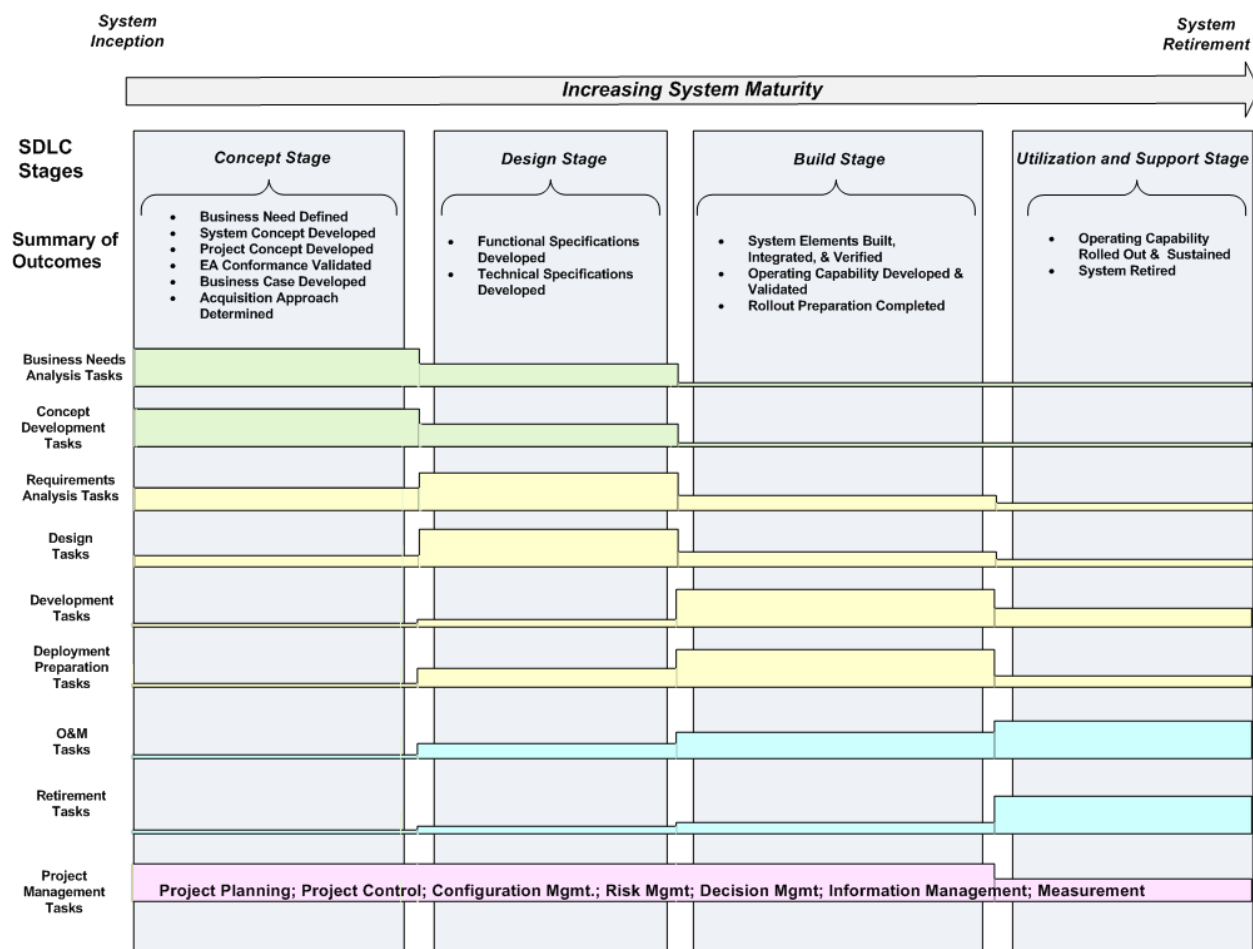 System
Inception
System
Retirement
Increasing System Maturity
SDLC
Stages
Concept Stage
Design Stage
Build Stage
Utilization and Support Stage
Summary of
Outcomes
• Business Need Defined
• System Concept Developed
• Project Concept Developed
• EA Conformance Validated
• Business Case Developed
• Acquisition Approach
Determined
• Functional Specifications
Developed
• Technical Specifications
Developed
• System Elements Built,
Integrated, & Verified
• Operating Capability Developed &
Validated
• Rollout Preparation Completed
• Operating Capability
Rolled Out & Sustained
• System Retired
Business Needs
Analysis Tasks
Concept
Development
Tasks
Requirements
Analysis Tasks
Design
Tasks
Development
Tasks
Deployment
Preparation
Tasks
O&M
Tasks
Retirement
Tasks
Project
Management
Tasks
Project Planning; Project Control; Configuration Mgmt.; Risk Mgmt; Decision Mgmt; Information Management; Measurement